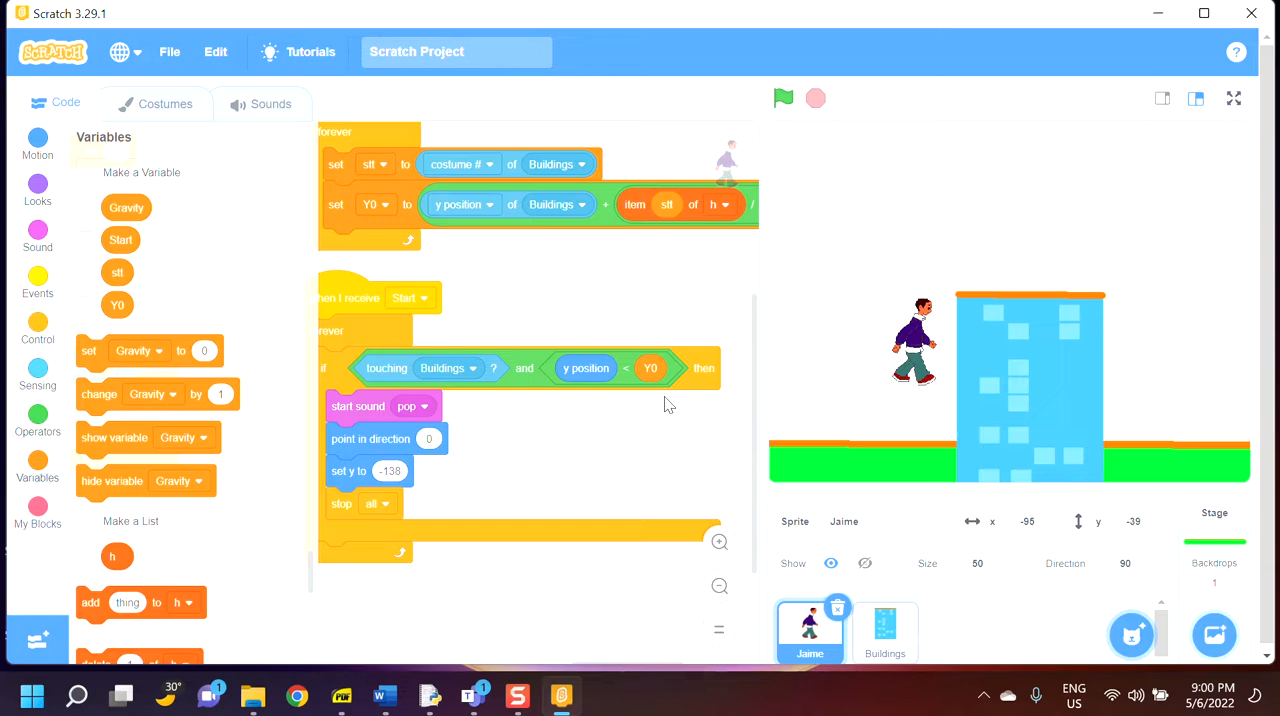 Scratch 3.29.1
SCRATCH File Edit Tutorials Scratch Project ?
Code Costumes Sounds
Variables
Make a Variable
Gravity
Start
stt
Y0
set Gravity to 0
change Gravity by 1
show variable Gravity
hide variable Gravity
Make a List
h
add thing to h
Motion
Looks
Sound
Events
Control
Sensing
Operators
Variables
My Blocks
forever
set stt to costume # of Buildings
set Y0 to y position of Buildings + item stt of h /
hen I receive Start
rever
if touching Buildings ? and y position < Y0 then
start sound pop
point in direction 0
set y to -138
stop all
Sprite Jaime x -95 y -39
Show Size 50 Direction 90
Jaime
Buildings
Stage
Backdrops
1
30°
1
PDF
W
T 1
S
ENG
US
9:00 PM
5/6/2022